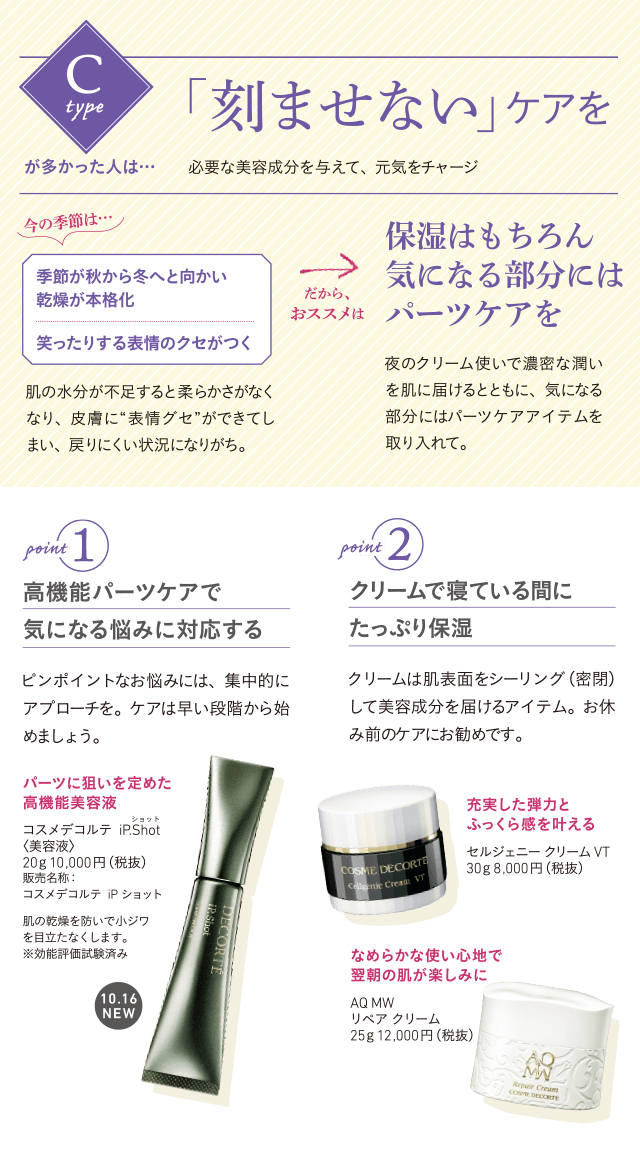 C
type
が多かった人は…
「刻ませない」ケアを
必要な美容成分を与えて、元気をチャージ
今の季節は…
季節が秋から冬へと向かい
乾燥が本格化
笑ったりする表情のクセがつく
肌の水分が不足すると柔らかさがなく
なり、皮膚に“表情グセ”ができてし
まい、戻りにくい状況になりがち。
だから、
おススメは
保湿はもちろん
気になる部分には
パーツケアを
夜のクリーム使いで濃密な潤い
を肌に届けるとともに、気になる
部分にはパーツケアアイテムを
取り入れて。
point 1
高機能パーツケアで
気になる悩みに対応する
ピンポイントなお悩みには、集中的に
アプローチを。ケアは早い段階から始
めましょう。
パーツに狙いを定めた
高機能美容液
ショット
コスメデコルテ iP.Shot
〈美容液〉
20g 10,000円（税抜）
販売名称：
コスメデコルテ iP ショット
肌の乾燥を防いで小ジワ
を目立たなくします。
※効能評価試験済み
10.16
NEW
DECORTÉ
iP.Shot
point 2
クリームで寝ている間に
たっぷり保湿
クリームは肌表面をシーリング（密閉）
して美容成分を届けるアイテム。お休
み前のケアにお勧めです。
COSME DECORTE
Cellgenie Cream VT
充実した弾力と
ふっくら感を叶える
セルジェニー クリーム VT
30g 8,000円（税抜）
なめらかな使い心地で
翌朝の肌が楽しみに
AQ MW
リペア クリーム
25g 12,000円（税抜）
AQ
MW
Repair Cream
COSME DECORTE